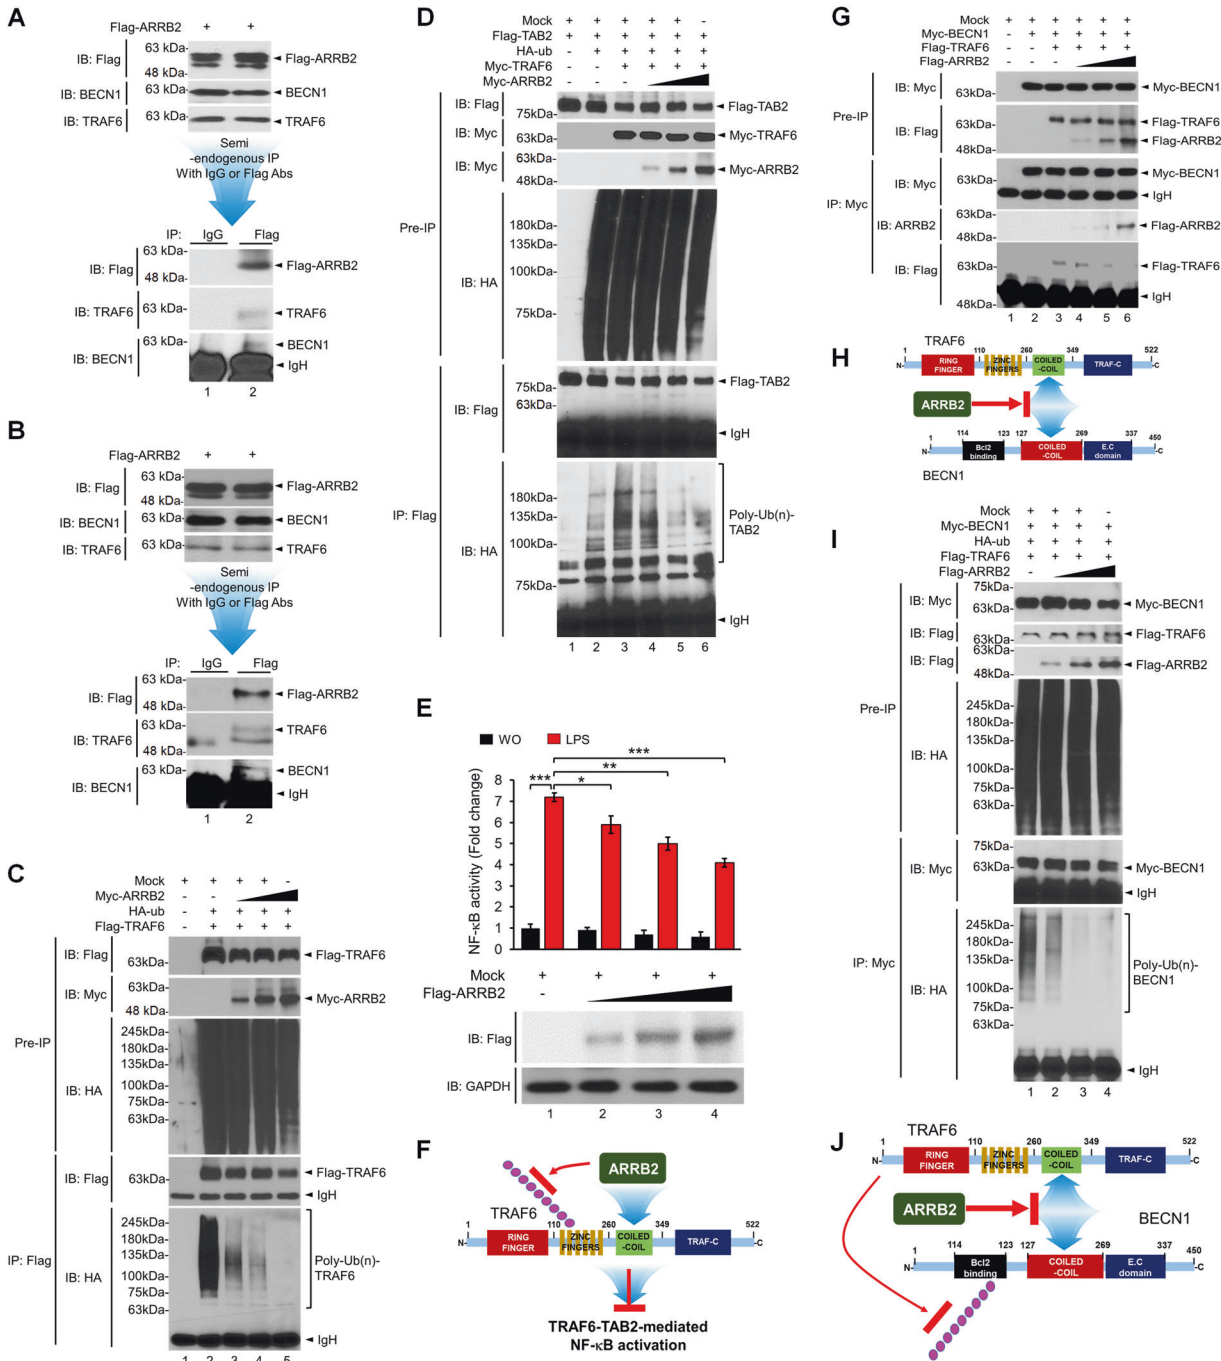 A
Flag-ARRB2 + +
IB: Flag
63 kDa-
48 kDa-
Flag-ARRB2
IB: BECN1
63 kDa-
BECN1
IB: TRAF6
63 kDa-
TRAF6
Semi
-endogenous IP
With IgG or Flag Abs
IP: IgG Flag
IB: Flag
63 kDa-
48 kDa-
Flag-ARRB2
IB: TRAF6
63 kDa-
TRAF6
IB: BECN1
63 kDa-
BECN1
IgH
1 2
B
Flag-ARRB2 + +
IB: Flag
63 kDa-
48 kDa-
Flag-ARRB2
IB: BECN1
63 kDa-
BECN1
IB: TRAF6
63 kDa-
TRAF6
Semi
-endogenous IP
With IgG or Flag Abs
IP: IgG Flag
IB: Flag
63 kDa-
48 kDa-
Flag-ARRB2
IB: TRAF6
63 kDa-
48 kDa-
TRAF6
IB: BECN1
63 kDa-
BECN1
IgH
1 2
C
Mock + + + + -
Myc-ARRB2 - -
HA-ub - + + + +
Flag-TRAF6 - + + + +
Pre-IP
IB: Flag
63kDa-
Flag-TRAF6
IB: Myc
63kDa-
48 kDa-
Myc-ARRB2
IB: HA
245kDa-
180kDa-
135kDa-
100kDa-
75kDa-
63kDa-
IP: Flag
IB: Flag
63kDa-
Flag-TRAF6
IgH
IB: HA
245kDa-
180kDa-
135kDa-
100kDa-
75kDa-
63kDa-
Poly-Ub(n)-
TRAF6
IgH
1 2 3 4 5
D
Mock + + + + + -
Flag-TAB2 + + + + + +
HA-ub - + + + + +
Myc-TRAF6 - - + + + +
Myc-ARRB2 - - -
Pre-IP
IB: Flag
75kDa-
Flag-TAB2
IB: Myc
63kDa-
Myc-TRAF6
IB: Myc
63kDa-
48kDa-
Myc-ARRB2
IB: HA
180kDa-
135kDa-
100kDa-
75kDa-
IP: Flag
IB: Flag
75kDa-
63kDa-
Flag-TAB2
IgH
IB: HA
180kDa-
135kDa-
100kDa-
75kDa-
Poly-Ub(n)-
TAB2
IgH
1 2 3 4 5 6
E
WO LPS
***
**
*** *
NF-κB activity (Fold change)
8
7
6
5
4
3
2
1
0
Mock + + + +
Flag-ARRB2 -
IB: Flag
IB: GAPDH
1 2 3 4
F
ARRB2
TRAF6
1 110 260 349 522
N- RING FINGER ZINC FINGERS COILED -COIL TRAF-C -C
TRAF6-TAB2-mediated
NF-κB activation
G
Mock + + + + + -
Myc-BECN1 - + + + + +
Flag-TRAF6 - - + + + +
Flag-ARRB2 - - -
Pre-IP
IB: Myc
63kDa-
Myc-BECN1
IB: Flag
63kDa-
48kDa-
Flag-TRAF6
Flag-ARRB2
IP: Myc
IB: Myc
63kDa-
Myc-BECN1
IgH
IB: ARRB2
63kDa-
48kDa-
Flag-ARRB2
IB: Flag
63kDa-
48kDa-
Flag-TRAF6
IgH
1 2 3 4 5 6
H
TRAF6
1 110 260 349 522
N- RING FINGER ZINC FINGERS COILED -COIL TRAF-C -C
ARRB2
1 114 123 127 269 337 450
N- Bcl2 binding COILED -COIL E.C domain -C
BECN1
I
Mock + + + -
Myc-BECN1 + + + +
HA-ub + + + +
Flag-TRAF6 + + + +
Flag-ARRB2 -
Pre-IP
IB: Myc
75kDa-
63kDa-
Myc-BECN1
IB: Flag
63kDa-
Flag-TRAF6
IB: Flag
63kDa-
48kDa-
Flag-ARRB2
IB: HA
245kDa-
180kDa-
135kDa-
100kDa-
75kDa-
63kDa-
IP: Myc
IB: Myc
75kDa-
63kDa-
Myc-BECN1
IgH
IB: HA
245kDa-
180kDa-
135kDa-
100kDa-
75kDa-
63kDa-
Poly-Ub(n)-
BECN1
IgH
1 2 3 4
J
TRAF6
1 110 260 349 522
N- RING FINGER ZINC FINGERS COILED -COIL TRAF-C -C
ARRB2
BECN1
1 114 123 127 269 337 450
N- Bcl2 binding COILED -COIL E.C domain -C